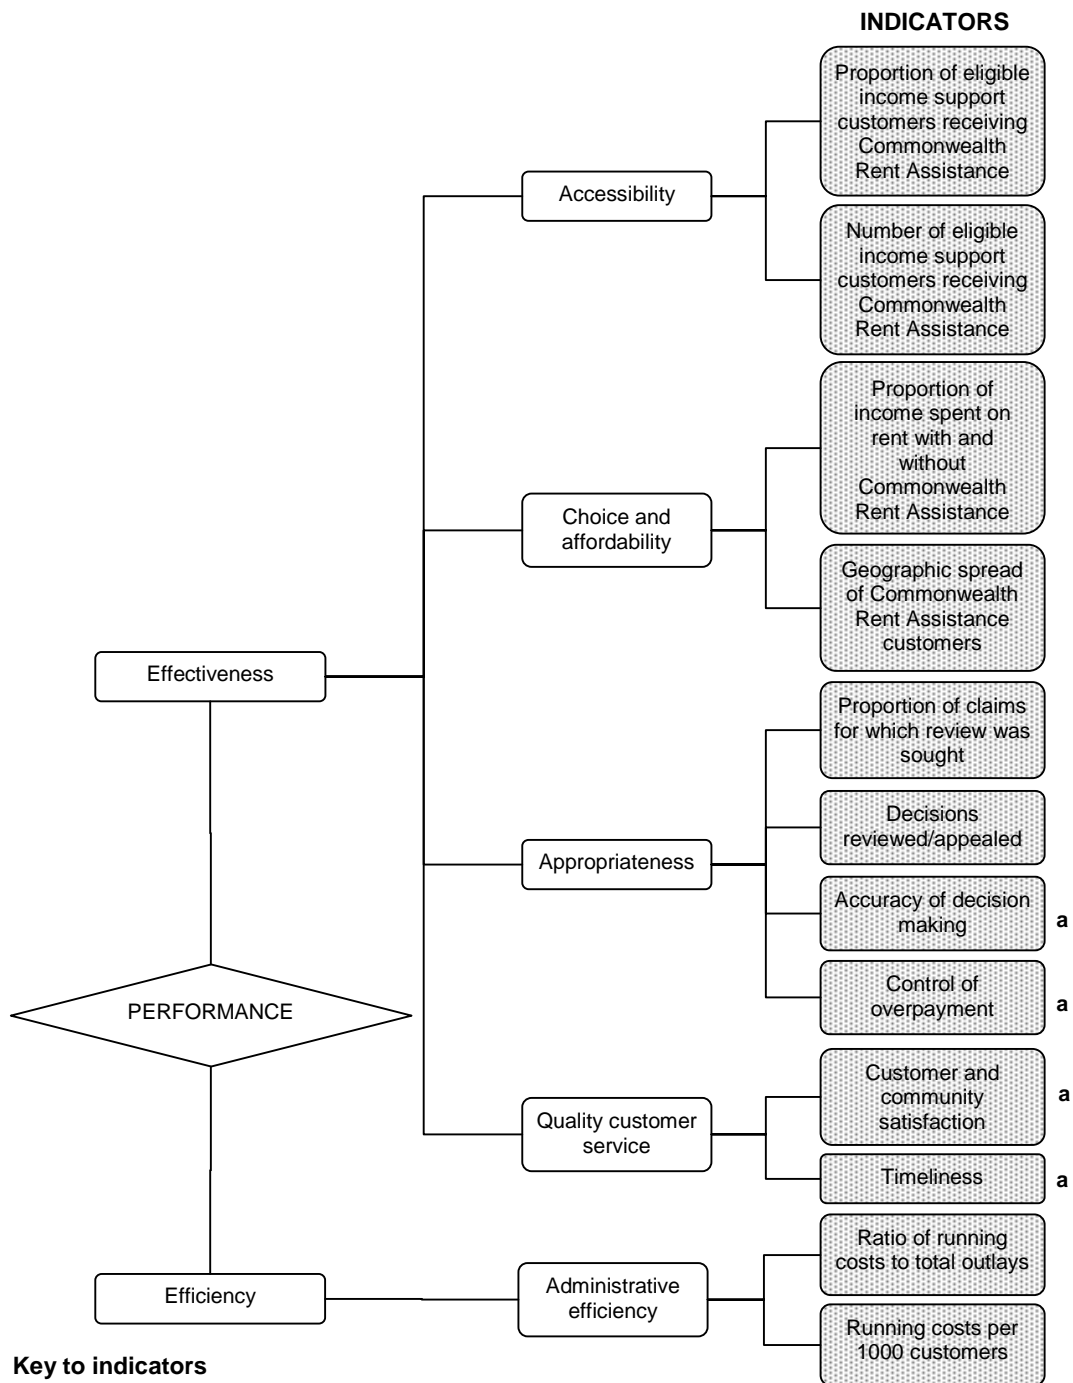 INDICATORS
Proportion of eligible
income support
customers receiving
Commonwealth
Rent Assistance
Accessibility
Number of eligible
income support
customers receiving
Commonwealth
Rent Assistance
Proportion of
income spent on
rent with and
without
Commonwealth
Rent Assistance
Choice and
affordability
Geographic spread
of Commonwealth
Rent Assistance
customers
Effectiveness
Proportion of claims
for which review was
sought
Decisions
reviewed/appealed
Appropriateness
Accuracy of decision
making
a
Control of
overpayment
a
PERFORMANCE
Customer and
community
satisfaction
a
Quality customer
service
Timeliness
a
Ratio of running
costs to total outlays
Efficiency
Administrative
efficiency
Running costs per
1000 customers
Key to indicators